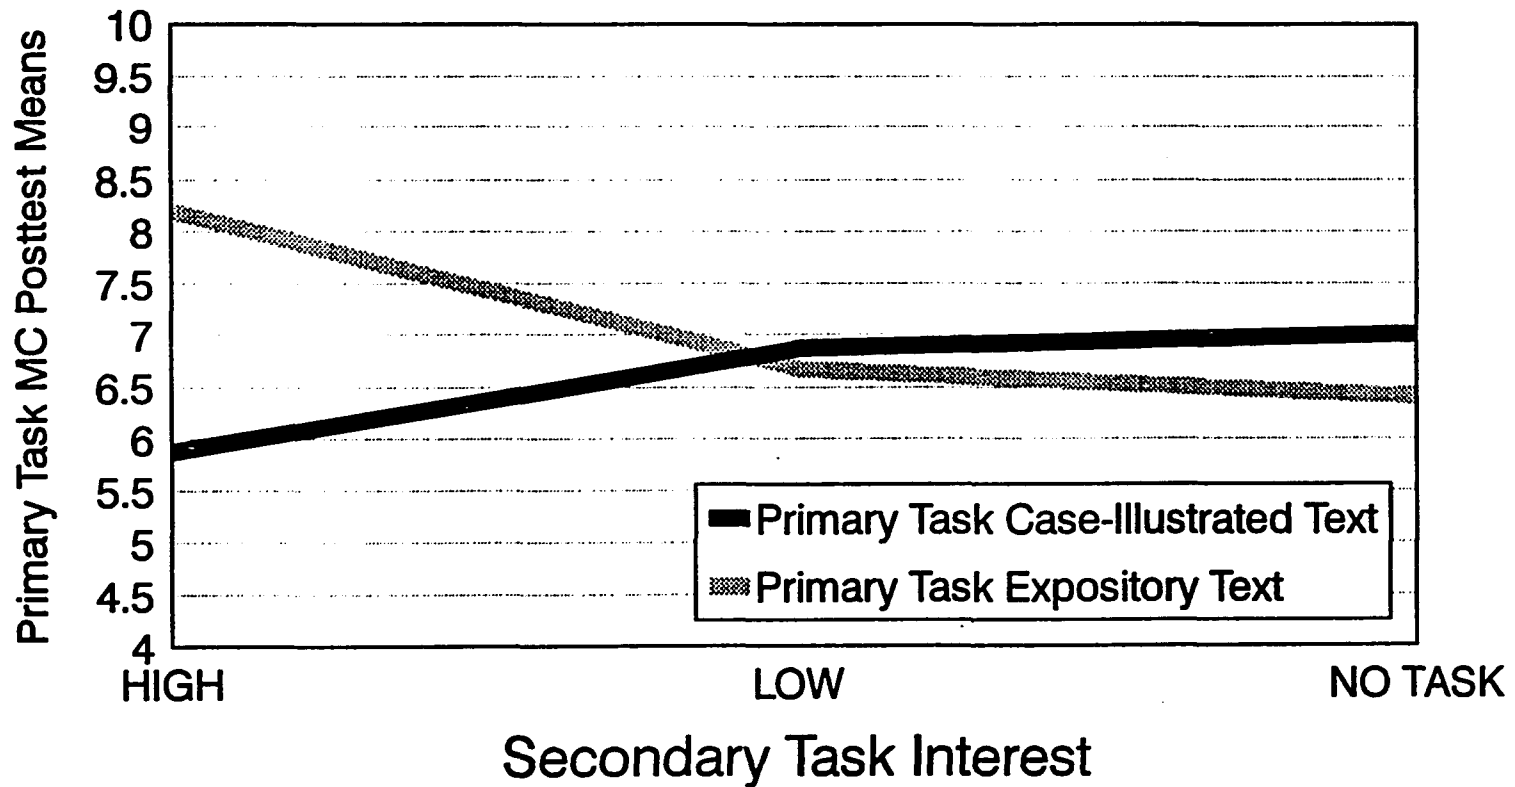 Primary Task MC Posttest Means
10
9.5
9
8.5
8
7.5
7
6.5
6
5.5
5
4.5
4
Primary Task Case-Illustrated Text
Primary Task Expository Text
HIGH
LOW
NO TASK
Secondary Task Interest